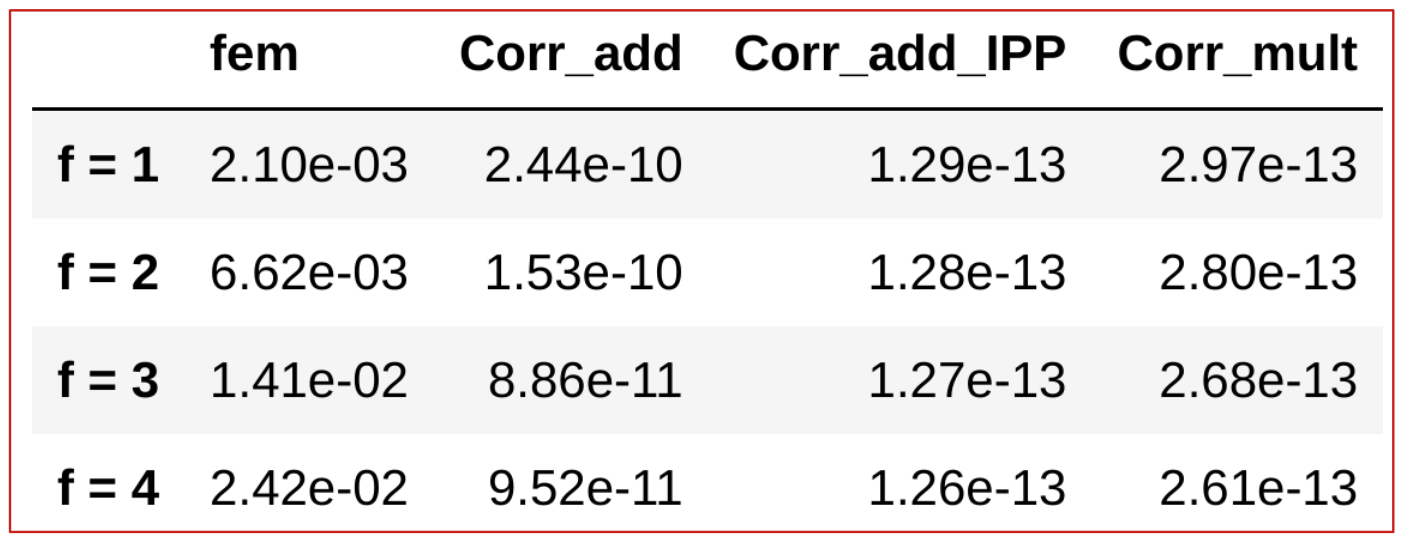 fem Corr_add Corr_add_IPP Corr_mult
f = 1 2.10e-03 2.44e-10 1.29e-13 2.97e-13
f = 2 6.62e-03 1.53e-10 1.28e-13 2.80e-13
f = 3 1.41e-02 8.86e-11 1.27e-13 2.68e-13
f = 4 2.42e-02 9.52e-11 1.26e-13 2.61e-13